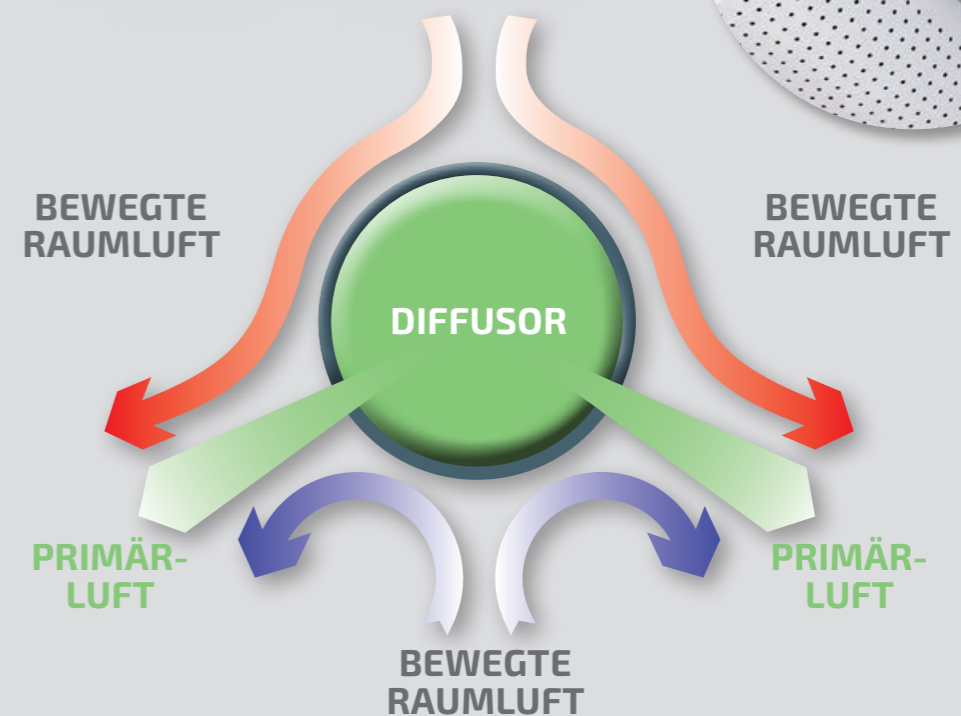 BEWEGTE
RAUMLUFT
BEWEGTE
RAUMLUFT
DIFFUSOR
PRIMÄR-
LUFT
PRIMÄR-
LUFT
BEWEGTE
RAUMLUFT